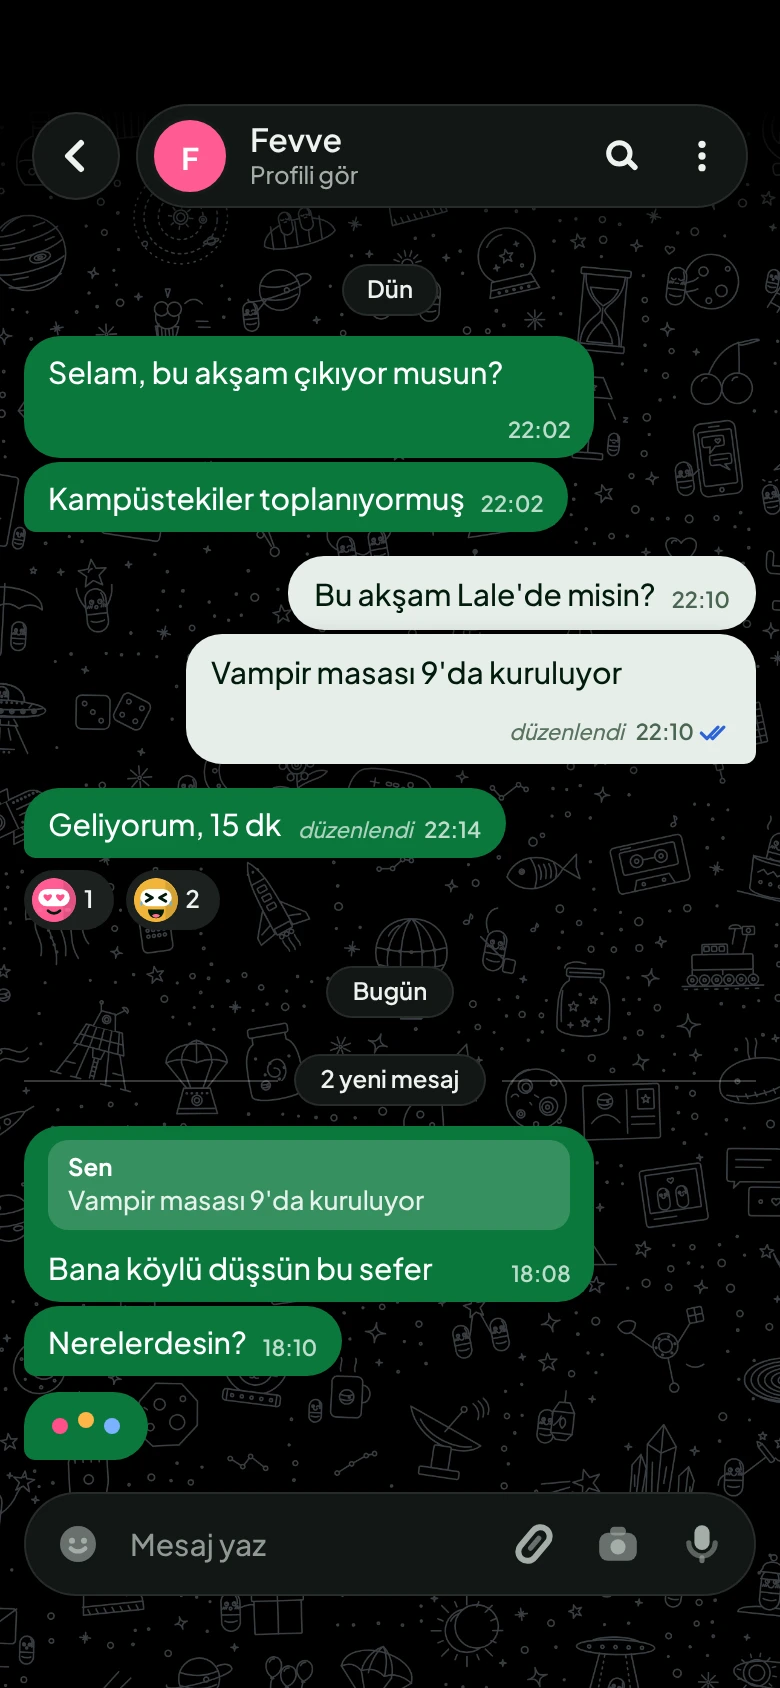 F
Fevve
Profili gör
Dün
Selam, bu akşam çıkıyor musun?
22:02
Kampüstekiler toplanıyormuş 22:02
Bu akşam Lale'de misin? 22:10
Vampir masası 9'da kuruluyor
düzenlendi 22:10
Geliyorum, 15 dk düzenlendi 22:14
1 2
Bugün
2 yeni mesaj
Sen
Vampir masası 9'da kuruluyor
Bana köylü düşsün bu sefer 18:08
Nerelerdesin? 18:10
Mesaj yaz